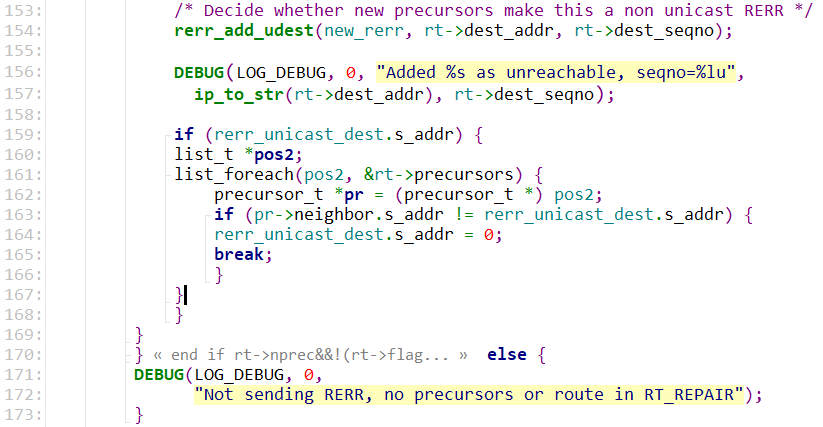 153: /* Decide whether new precursors make this a non unicast RERR */
154: rerr_add_udest(new_rerr, rt->dest_addr, rt->dest_seqno);
155:
156: DEBUG(LOG_DEBUG, 0, "Added %s as unreachable, seqno=%lu",
157: ip_to_str(rt->dest_addr), rt->dest_seqno);
158:
159: if (rerr_unicast_dest.s_addr) {
160: list_t *pos2;
161: list_foreach(pos2, &rt->precursors) {
162: precursor_t *pr = (precursor_t *) pos2;
163: if (pr->neighbor.s_addr != rerr_unicast_dest.s_addr) {
164: rerr_unicast_dest.s_addr = 0;
165: break;
166: }
167: }
168: }
169: }
170: } « end if rt->nprec&&!(rt->flag... » else {
171: DEBUG(LOG_DEBUG, 0,
172: "Not sending RERR, no precursors or route in RT_REPAIR");
173: }